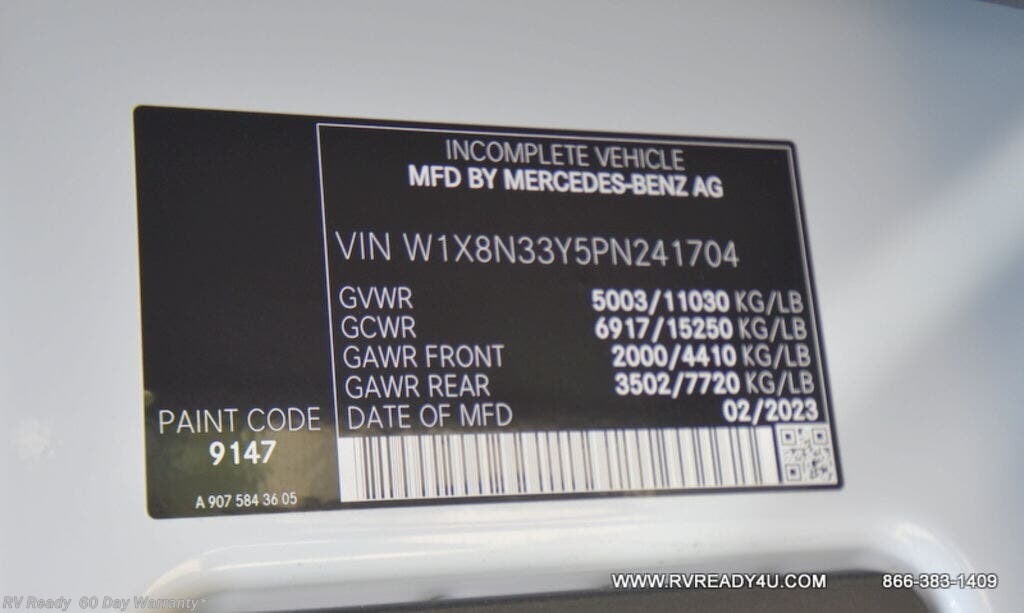 INCOMPLETE VEHICLE
MFD BY MERCEDES-BENZ AG
VIN W1X8N33Y5PN241704
GVWR 5003/11030 KG/LB
GCWR 6917/15250 KG/LB
GAWR FRONT 2000/4410 KG/LB
GAWR REAR 3502/7720 KG/LB
DATE OF MFD 02/2023
PAINT CODE
9147
A 907 584 36 05
WWW.RVREADY4U.COM 866-383-1409
RV Ready 60 Day Warranty*